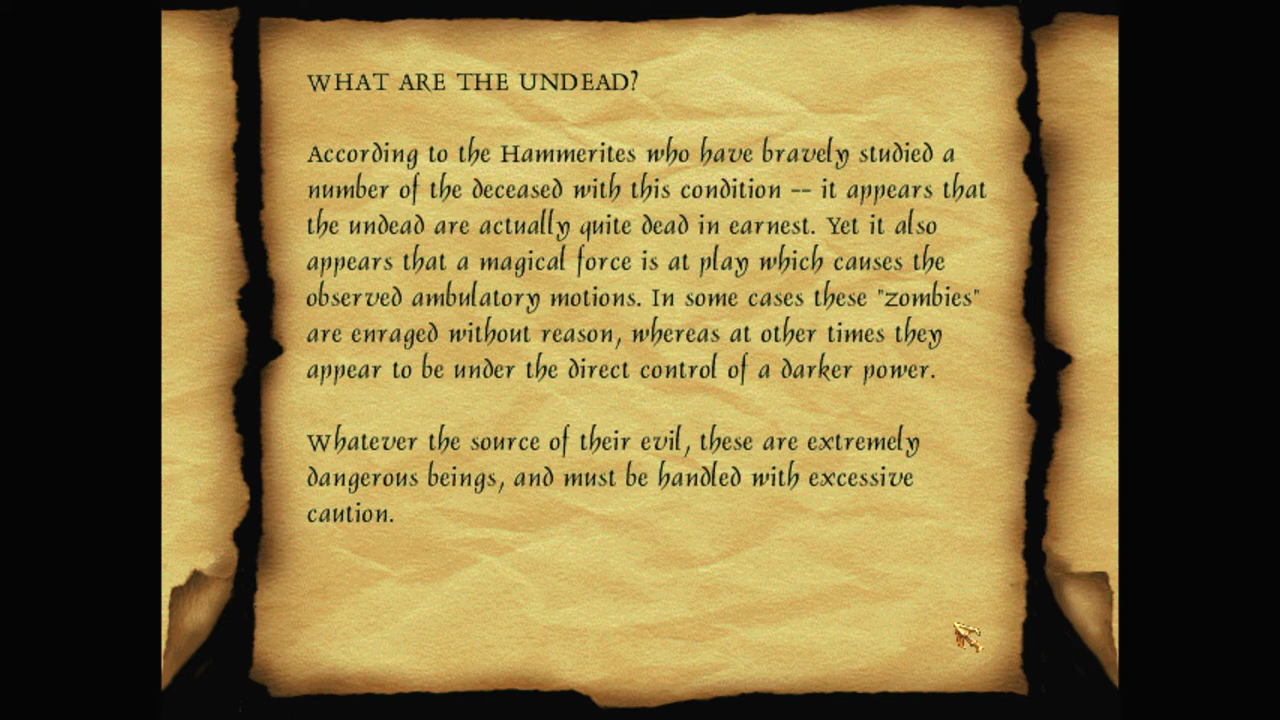 WHAT ARE THE UNDEAD?
According to the Hammerites who have bravely studied a
number of the deceased with this condition -- it appears that
the undead are actually quite dead in earnest. Yet it also
appears that a magical force is at play which causes the
observed ambulatory motions. In some cases these "zombies"
are enraged without reason, whereas at other times they
appear to be under the direct control of a darker power.
Whatever the source of their evil, these are extremely
dangerous beings, and must be handled with excessive
caution.